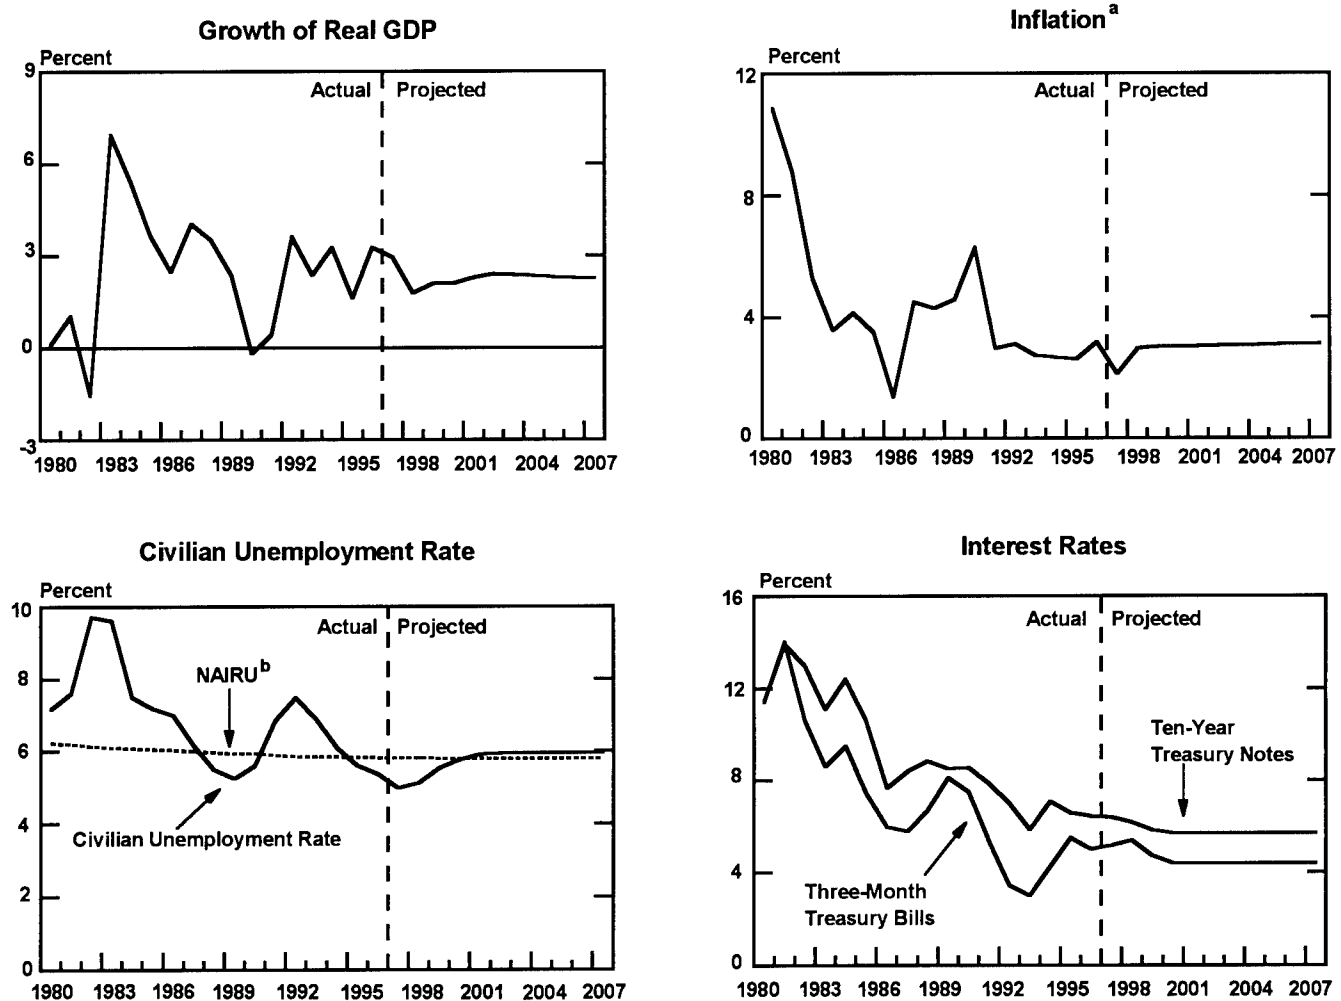 Growth of Real GDP
Percent
9
6
3
0
-3
Actual
Projected
1980 1983 1986 1989 1992 1995 1998 2001 2004 2007
Inflation a
Percent
12
8
4
0
Actual
Projected
1980 1983 1986 1989 1992 1995 1998 2001 2004 2007
Civilian Unemployment Rate
Percent
10
8
6
4
2
0
Actual
Projected
NAIRU b
Civilian Unemployment Rate
1980 1983 1986 1989 1992 1995 1998 2001 2004 2007
Interest Rates
Percent
16
12
8
4
0
Actual
Projected
Ten-Year
Treasury Notes
Three-Month
Treasury Bills
1980 1983 1986 1989 1992 1995 1998 2001 2004 2007